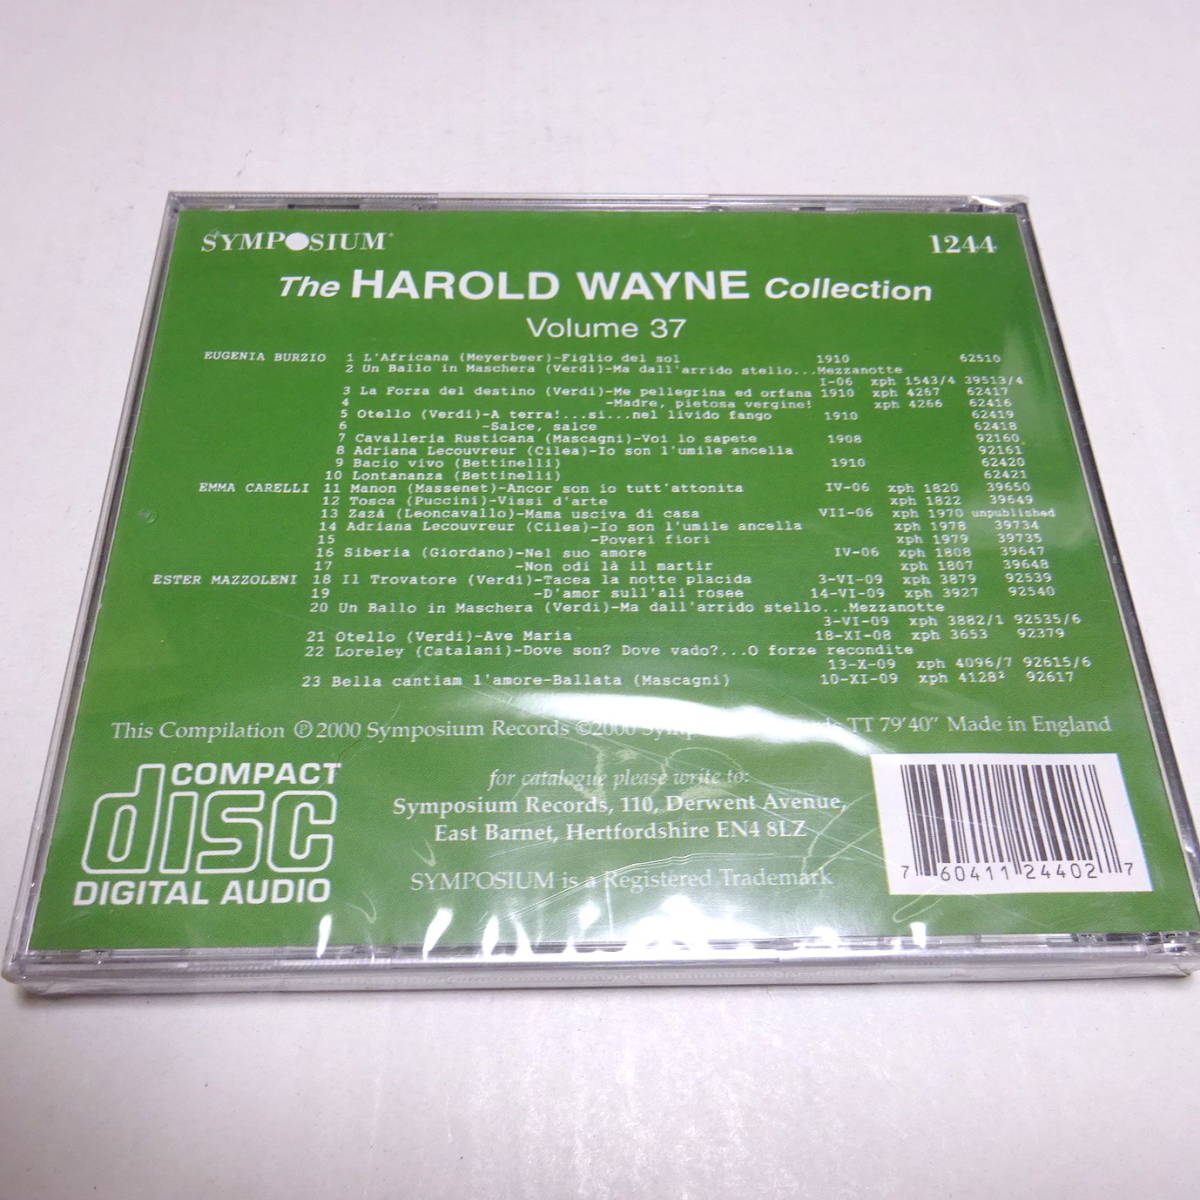 SYMPOSIUM 1244
The HAROLD WAYNE Collection
Volume 37
EUGENIA BURZIO 1 L'Africana (Meyerbeer)-Figlio del sol 1910 62510
2 Un Ballo in Maschera (Verdi)-Ma dall'arrido stello...Mezzanotte
I-06 xph 1543/4 39513/4
3 La Forza del destino (Verdi)-Me pellegrina ed orfana 1910 xph 4267 62417
4 -Madre, pietosa vergine! xph 4266 62416
5 Otello (Verdi)-A terra!...si...nel livido fango 1910 62419
6 -Salce, salce 62418
7 Cavalleria Rusticana (Mascagni)-Voi lo sapete 1908 92160
8 Adriana Lecouvreur (Cilea)-Io son l'umile ancella 92161
9 Bacio vivo (Bettinelli) 1910 62420
10 Lontananza (Bettinelli) 62421
EMMA CARELLI 11 Manon (Massenet)-Ancor son io tutt'attonita IV-06 xph 1820 39650
12 Tosca (Puccini)-Vissi d'arte xph 1822 39649
13 Zazà (Leoncavallo)-Mama usciva di casa VII-06 xph 1970 unpublished
14 Adriana Lecouvreur (Cilea)-Io son l'umile ancella xph 1978 39734
15 -Poveri fiori xph 1979 39735
16 Siberia (Giordano)-Nel suo amore IV-06 xph 1808 39647
17 -Non odi là il martir xph 1807 39648
ESTER MAZZOLENI 18 Il Trovatore (Verdi)-Tacea la notte placida 3-VI-09 xph 3879 92539
19 -D'amor sull'ali rosee 14-VI-09 xph 3927 92540
20 Un Ballo in Maschera (Verdi)-Ma dall'arrido stello...Mezzanotte
3-VI-09 xph 3882/1 92535/6
21 Otello (Verdi)-Ave Maria 18-XI-08 xph 3653 92379
22 Loreley (Catalani)-Dove son? Dove vado?...O forze recondite
13-X-09 xph 4096/7 92615/6
23 Bella cantiam l'amore-Ballata (Mascagni) 10-XI-09 xph 4128² 92617
This Compilation ℗ 2000 Symposium Records ©2000 TT 79'40" Made in England
COMPACT
disc
DIGITAL AUDIO
for catalogue please write to:
Symposium Records, 110, Derwent Avenue,
East Barnet, Hertfordshire EN4 8LZ
SYMPOSIUM is a Registered Trademark
7 60411 24402 7